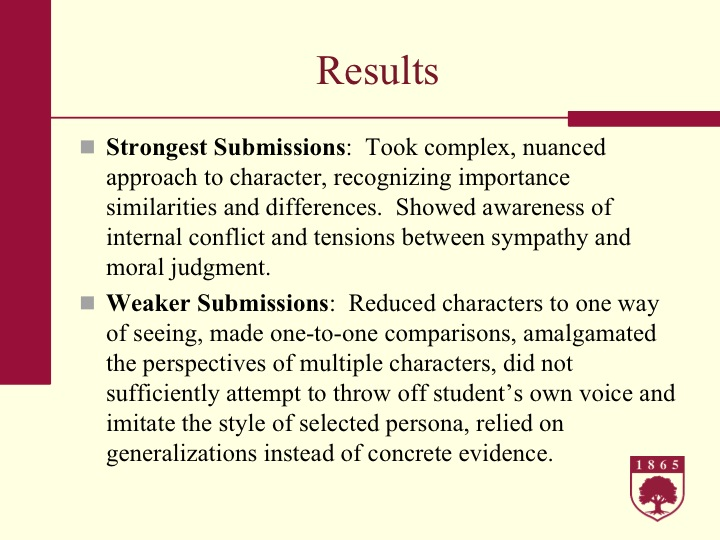 Results
Strongest Submissions:  Took complex, nuanced
approach to character, recognizing importance
similarities and differences.  Showed awareness of
internal conflict and tensions between sympathy and
moral judgment.
Weaker Submissions:  Reduced characters to one way
of seeing, made one-to-one comparisons, amalgamated
the perspectives of multiple characters, did not
sufficiently attempt to throw off student’s own voice and
imitate the style of selected persona, relied on
generalizations instead of concrete evidence.
1865